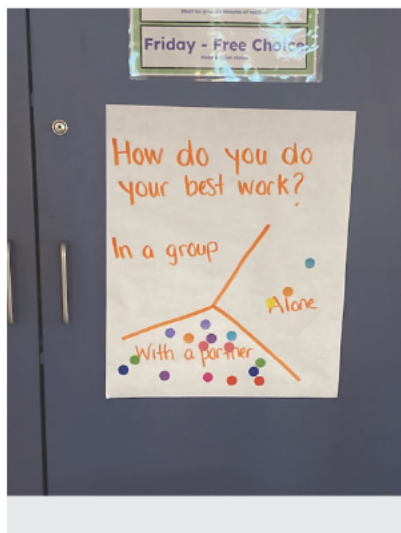 Friday - Free Choice
How do you do
your best work?
In a group
Alone
With a partner